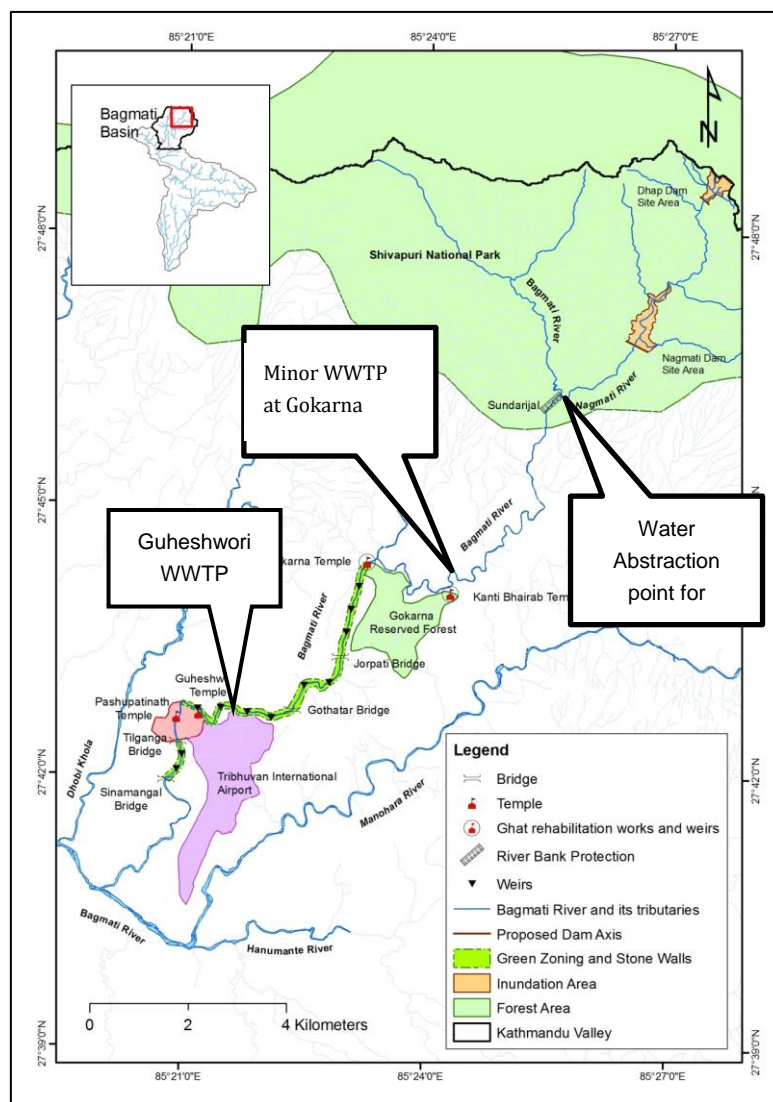 85°21'0"E
85°24'0"E
85°27'0"E
Bagmati
Basin
N
Dhap Dam
Site Area
27°48'0"N
27°48'0"N
Shivapuri National Park
Bagmati River
Nagmati Dam
Site Area
Minor WWTP
at Gokarna
Sundarijal
Nagmati River
27°45'0"N
Bagmati River
Water
Abstraction
point for
Guheshwori
WWTP
karna Temple
Kanti Bhairab Tem
Gokarna
Reserved Forest
Bagmati River
Jorpati Bridge
Guheshw
Temple
Pashupatinath
Temple
Gothatar Bridge
Tilganga
Bridge
27°42'0"N
27°42'0"N
Tribhuvan International
Airport
Sinamangal
Bridge
Dhobi Khola
Manohara River
Bagmati River
Hanumante River
Legend
Bridge
Temple
Ghat rehabilitation works and weirs
River Bank Protection
Weirs
Bagmati River and its tributaries
Proposed Dam Axis
Green Zoning and Stone Walls
Inundation Area
Forest Area
Kathmandu Valley
0 2 4 Kilometers
27°39'0"N
27°39'0"N
85°21'0"E
85°24'0"E
85°27'0"E